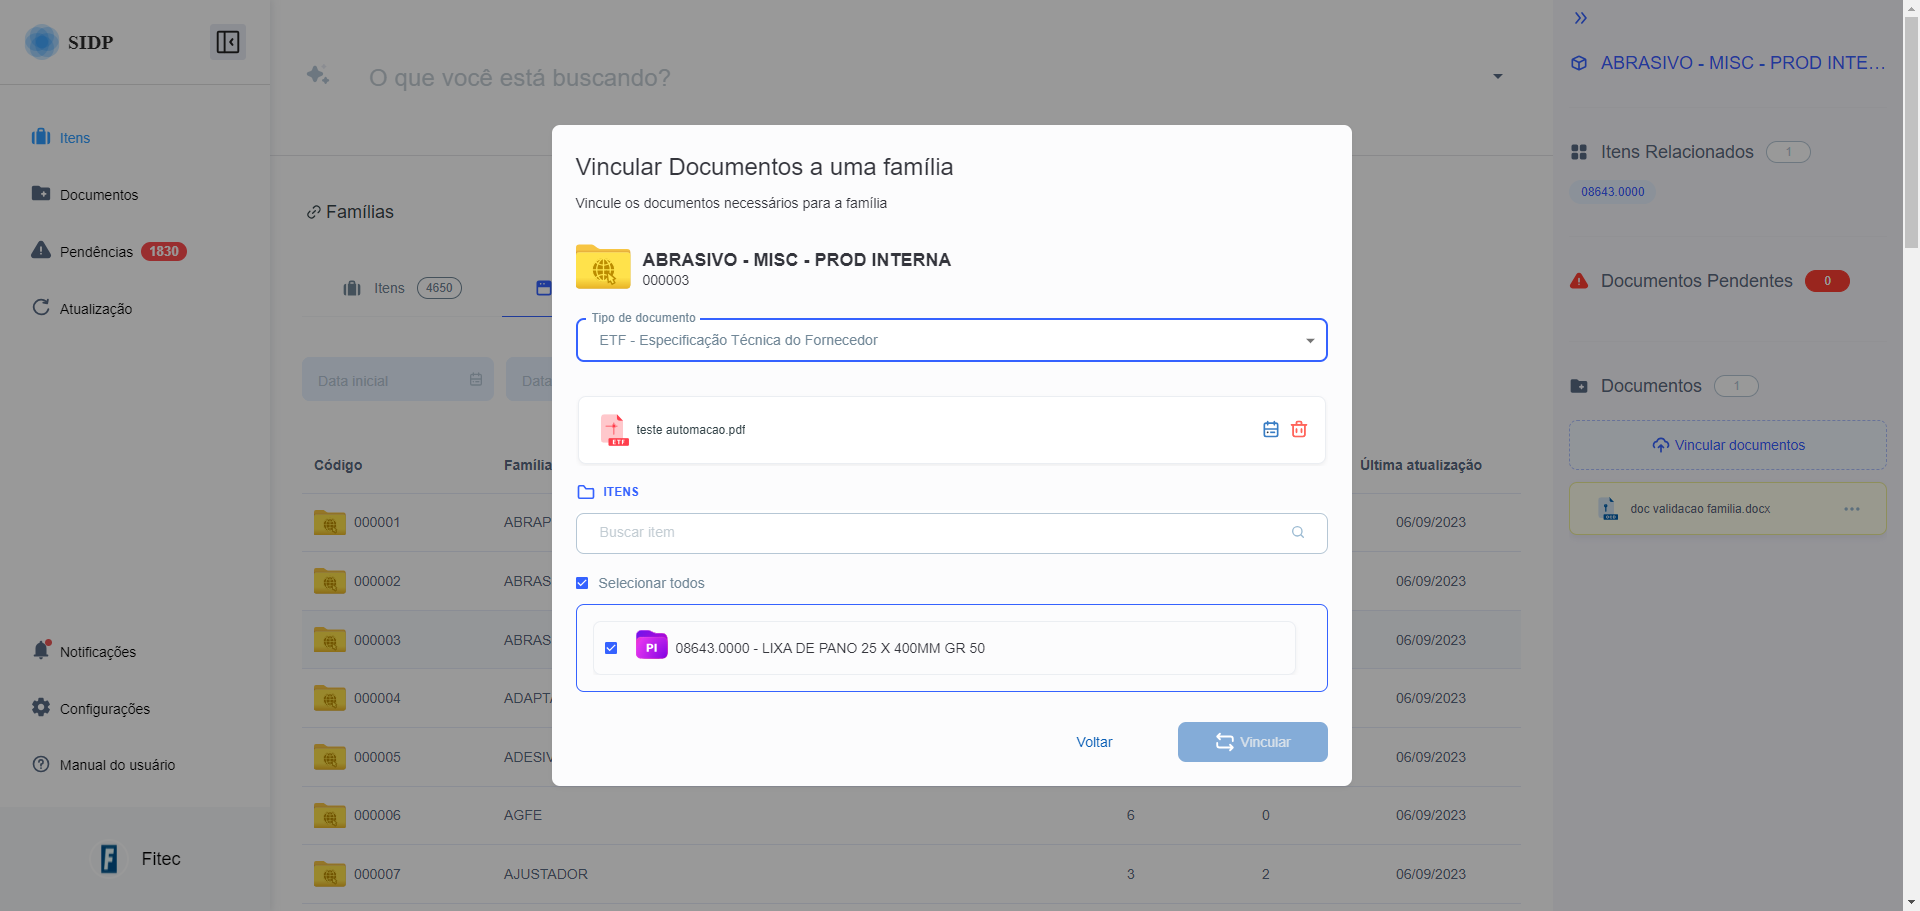 SIDP
Itens
Documentos
Pendências 1830
Atualização
Notificações
Configurações
Manual do usuário
Fitec
O que você está buscando?
Famílias
Itens 4650
Data inicial
Data
Código Família Última atualização
000001 ABRAP 06/09/2023
000002 ABRAS 06/09/2023
000003 ABRAS 06/09/2023
000004 ADAPTA 06/09/2023
000005 ADESIV 06/09/2023
000006 AGFE 6 0 06/09/2023
000007 AJUSTADOR 3 2 06/09/2023
Vincular Documentos a uma família
Vincule os documentos necessários para a família
ABRASIVO - MISC - PROD INTERNA
000003
Tipo de documento
ETF - Especificação Técnica do Fornecedor
ETF
teste automacao.pdf
ITENS
Buscar item
Selecionar todos
PI 08643.0000 - LIXA DE PANO 25 X 400MM GR 50
Voltar
Vincular
ABRASIVO - MISC - PROD INTE...
Itens Relacionados 1
08643.0000
Documentos Pendentes 0
Documentos 1
Vincular documentos
doc validacao familia.docx